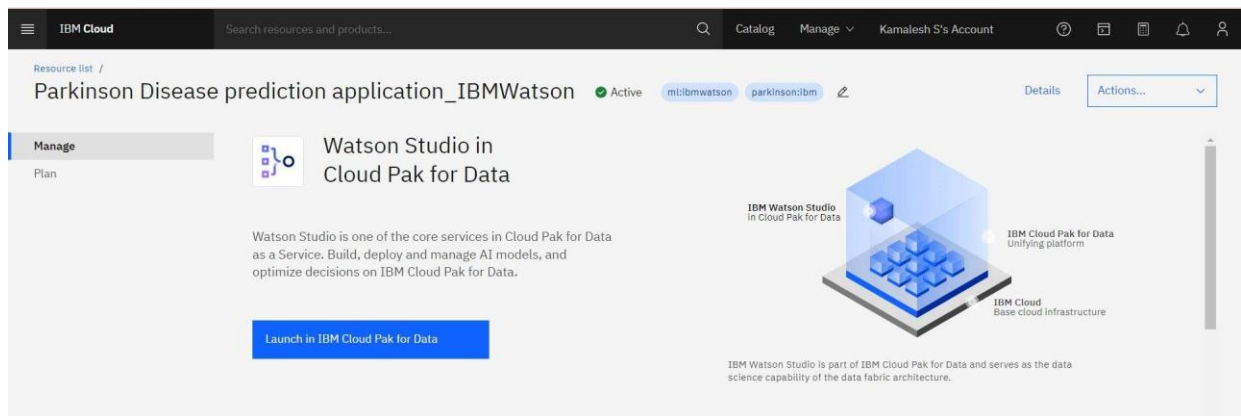 IBM Cloud
Search resources and products...
Catalog
Manage
Kamalesh S's Account
Resource list /
Parkinson Disease prediction application_IBMWatson
Active
ml:ibmwatson
parkinson:ibm
Details
Actions...
Manage
Plan
Watson Studio in
Cloud Pak for Data
Watson Studio is one of the core services in Cloud Pak for Data
as a Service. Build, deploy and manage AI models, and
optimize decisions on IBM Cloud Pak for Data.
Launch in IBM Cloud Pak for Data
IBM Watson Studio
in Cloud Pak for Data
IBM Cloud Pak for Data
Unifying platform
IBM Cloud
Base cloud infrastructure
IBM Watson Studio is part of IBM Cloud Pak for Data and serves as the data
science capability of the data fabric architecture.